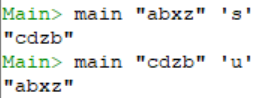 Main> main "abxz" 's'
"cdzb"
Main> main "cdzb" 'u'
"abxz"